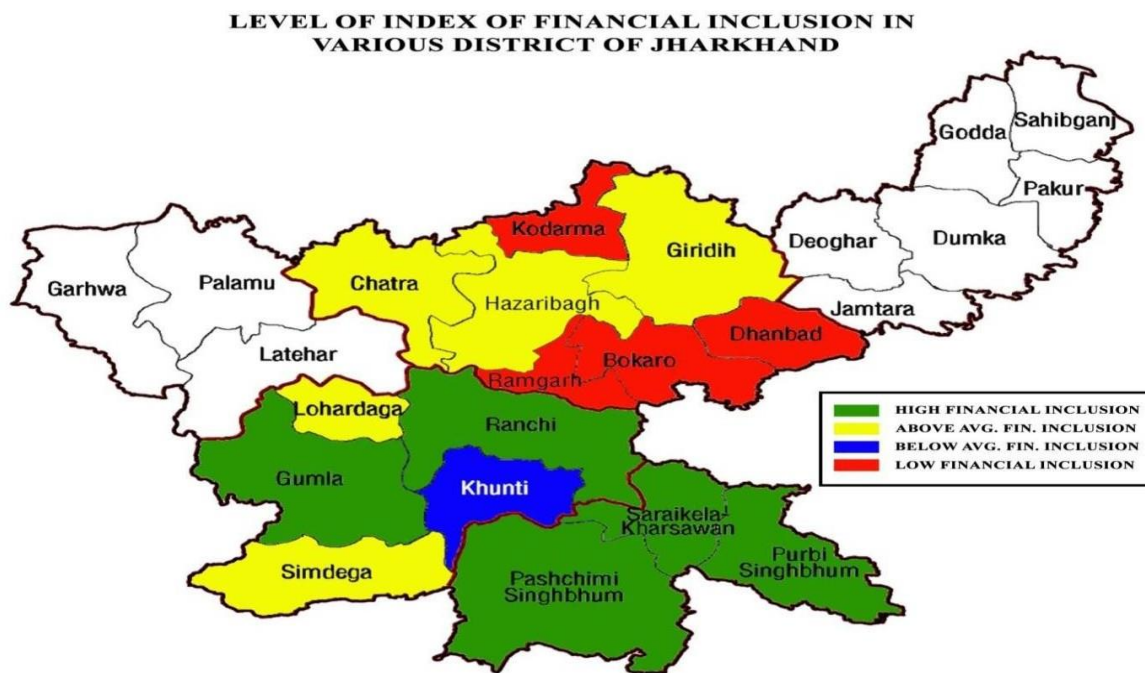 LEVEL OF INDEX OF FINANCIAL INCLUSION IN
VARIOUS DISTRICT OF JHARKHAND
Godda
Sahibganj
Pakur
Kodarma
Deoghar
Dumka
Giridih
Garhwa
Palamu
Chatra
Hazaribagh
Jamtara
Dhanbad
Latehar
Bokaro
Ramgarh
Lohardaga
Ranchi
HIGH FINANCIAL INCLUSION
ABOVE AVG. FIN. INCLUSION
BELOW AVG. FIN. INCLUSION
LOW FINANCIAL INCLUSION
Gumla
Khunti
Saraikela-
Kharsawan
Simdega
Pashchimi
Singhbhum
Purbi
Singhbhum